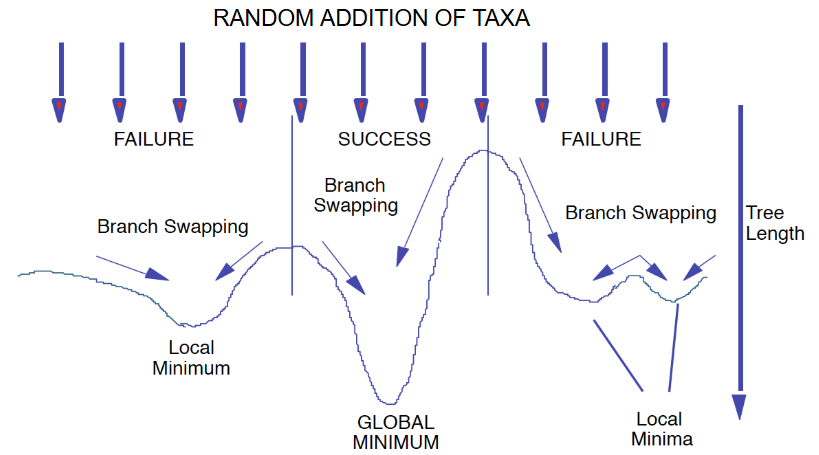 RANDOM ADDITION OF TAXA
FAILURE
SUCCESS
FAILURE
Branch
Swapping
Branch Swapping
Branch Swapping
Tree
Length
Local
Minimum
GLOBAL
MINIMUM
Local
Minima